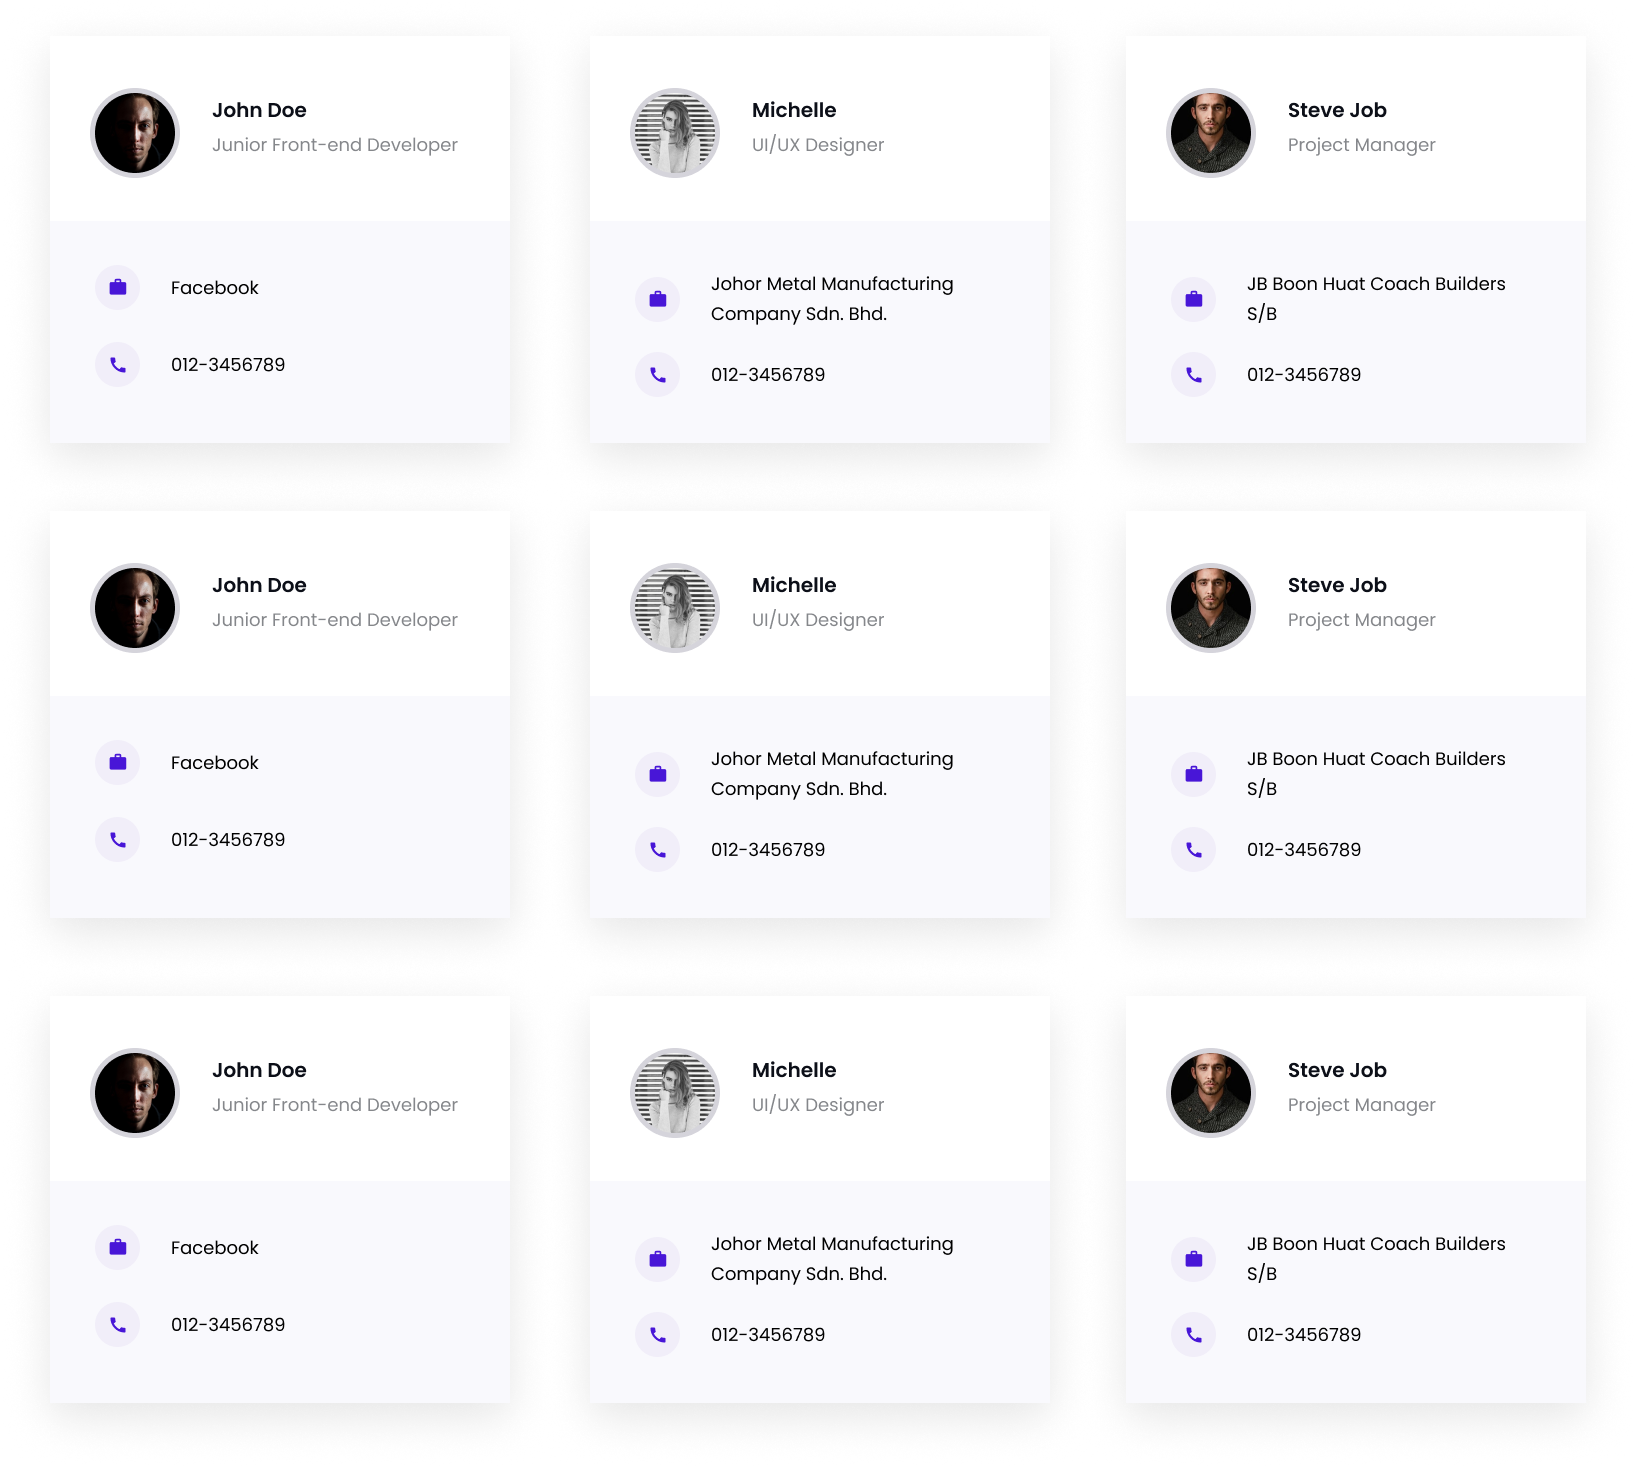 John Doe
Junior Front-end Developer
Facebook
012-3456789
Michelle
UI/UX Designer
Johor Metal Manufacturing
Company Sdn. Bhd.
012-3456789
Steve Job
Project Manager
JB Boon Huat Coach Builders
S/B
012-3456789
John Doe
Junior Front-end Developer
Facebook
012-3456789
Michelle
UI/UX Designer
Johor Metal Manufacturing
Company Sdn. Bhd.
012-3456789
Steve Job
Project Manager
JB Boon Huat Coach Builders
S/B
012-3456789
John Doe
Junior Front-end Developer
Facebook
012-3456789
Michelle
UI/UX Designer
Johor Metal Manufacturing
Company Sdn. Bhd.
012-3456789
Steve Job
Project Manager
JB Boon Huat Coach Builders
S/B
012-3456789